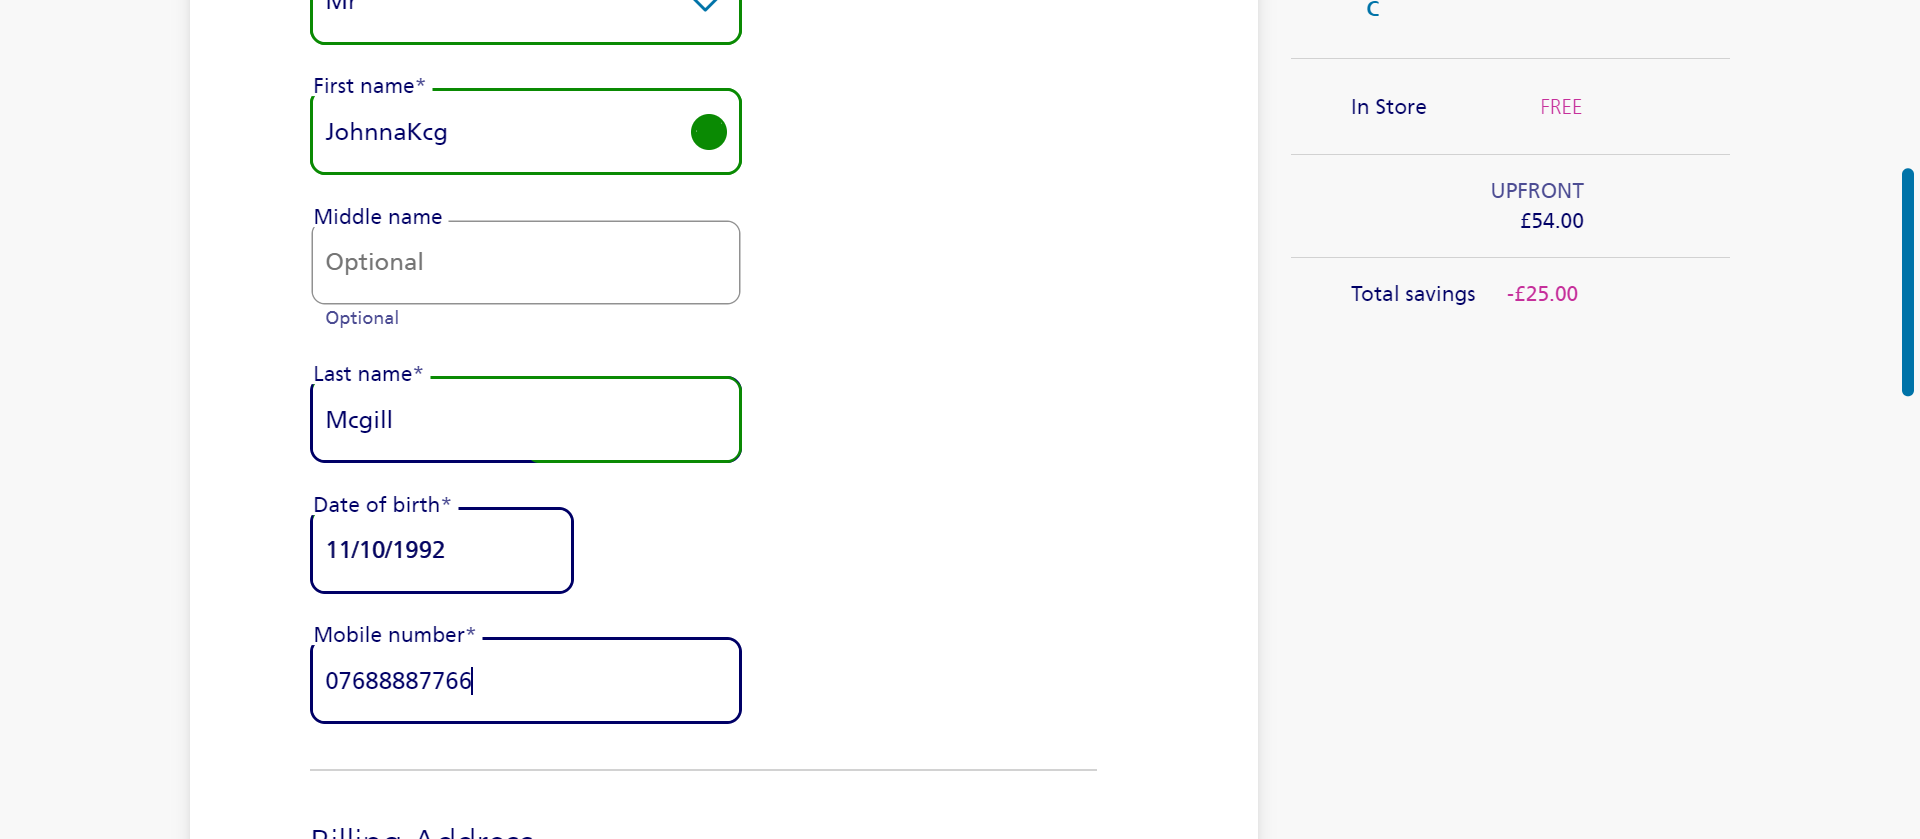 Mr
First name*
JohnnaKcg
Middle name
Optional
Optional
Last name*
Mcgill
Date of birth*
11/10/1992
Mobile number*
07688887766
Billing Address
C
In Store FREE
UPFRONT
£54.00
Total savings -£25.00